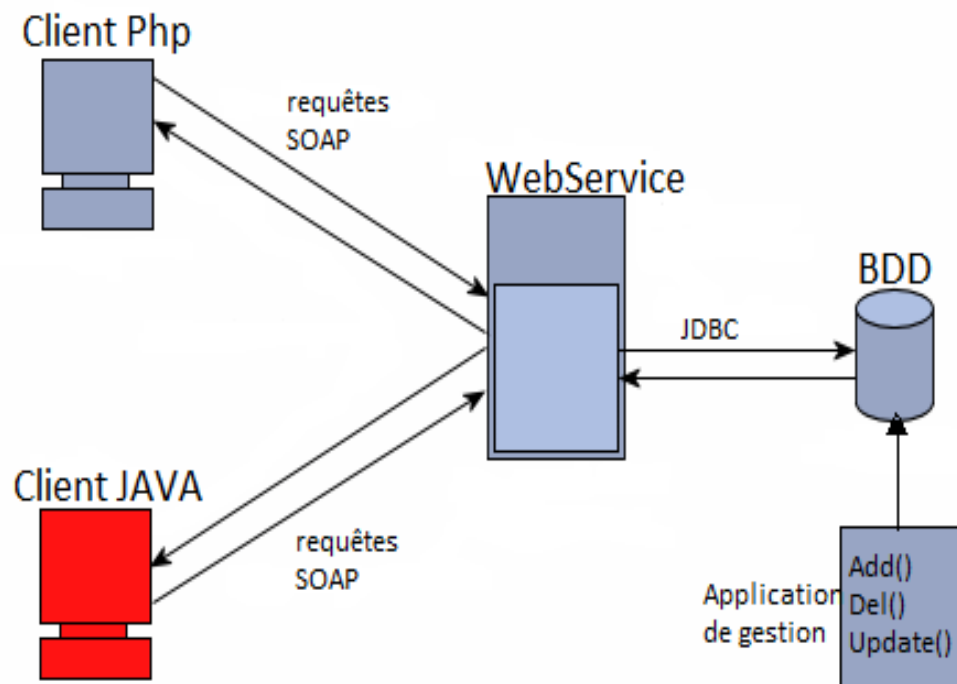 Client Php
requêtes
SOAP
WebService
BDD
JDBC
Client JAVA
requêtes
SOAP
Application
de gestion
Add()
Del()
Update()